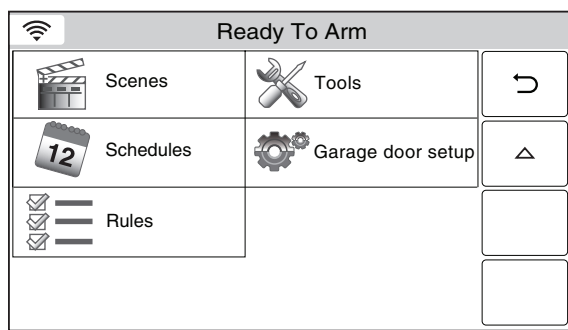 Ready To Arm
Scenes
Tools
Schedules
12
Garage door setup
Rules